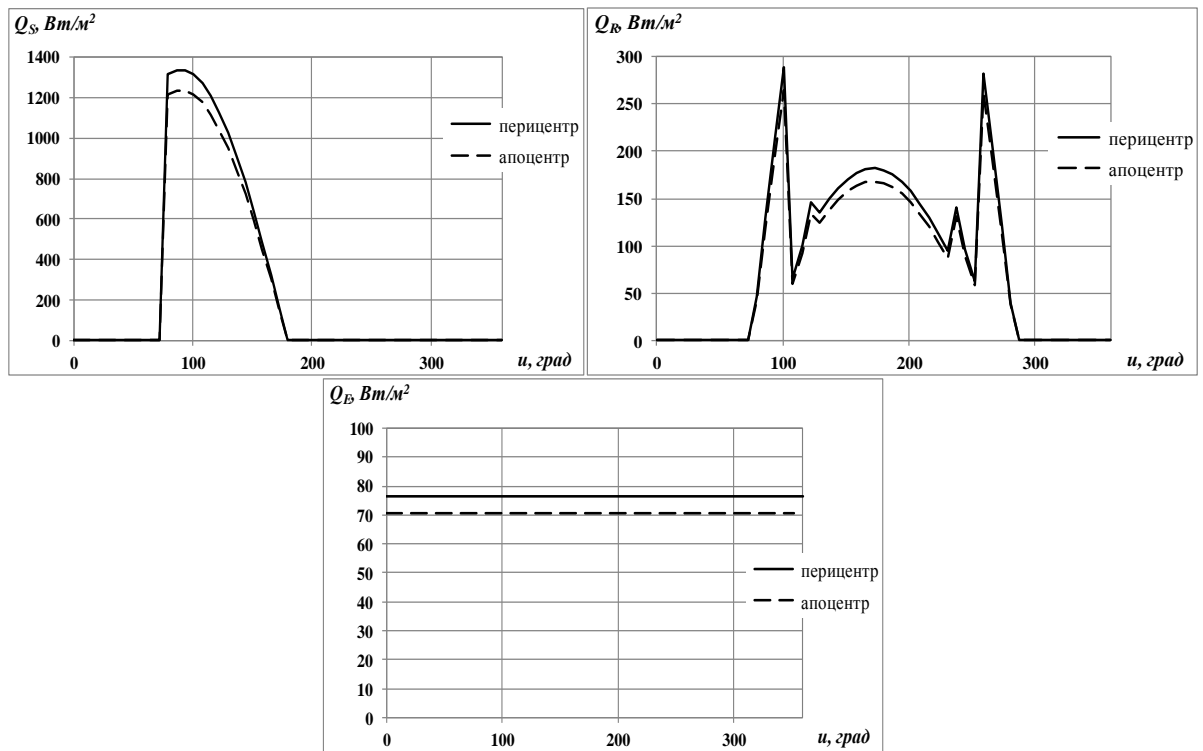 Q_S, Вт/м²
1400
1200
1000
800
600
400
200
0
0 100 200 300
u, град
перицентр
апоцентр
Q_R, Вт/м²
300
250
200
150
100
50
0
0 100 200 300
u, град
перицентр
апоцентр
Q_E, Вт/м²
100
90
80
70
60
50
40
30
20
10
0
0 100 200 300
u, град
перицентр
апоцентр